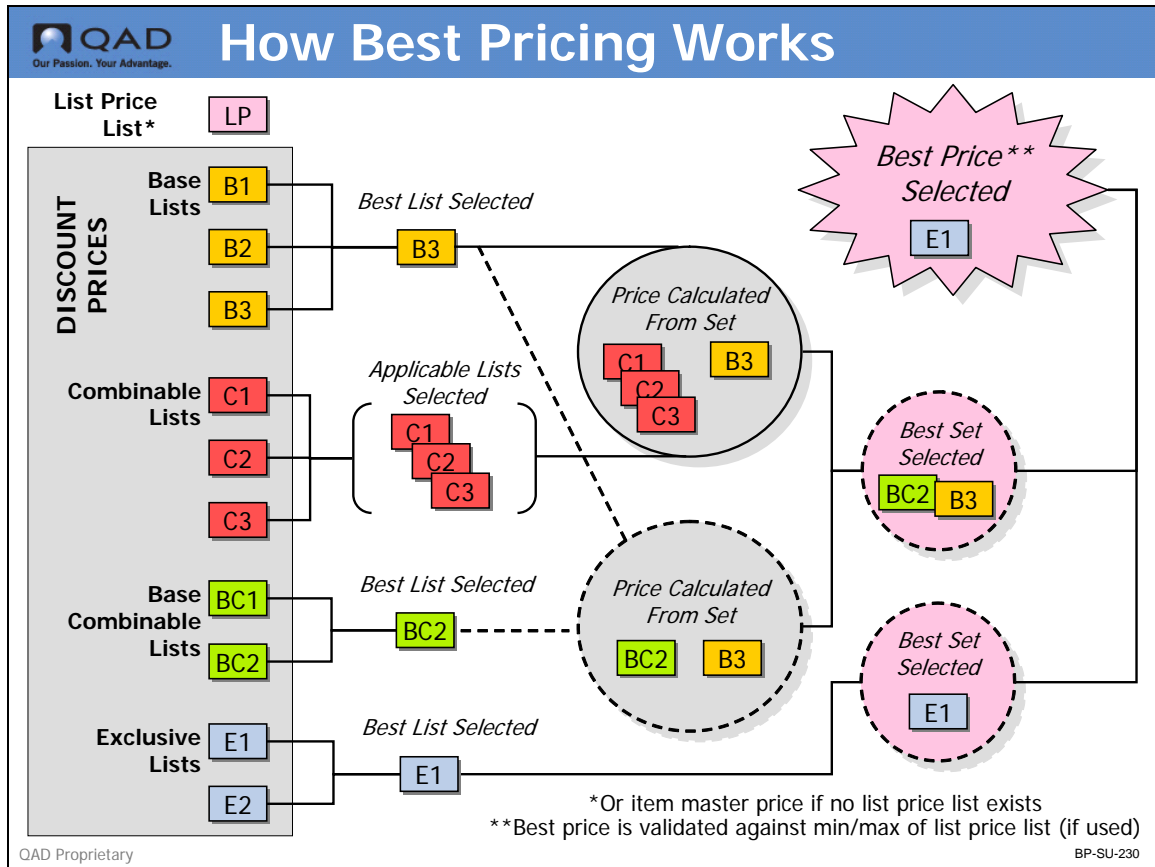 QAD
Our Passion. Your Advantage.
How Best Pricing Works
List Price
List*
LP
DISCOUNT
PRICES
Base
Lists
B1
B2
B3
Best List Selected
B3
Combinable
Lists
C1
C2
C3
Applicable Lists
Selected
C1
C2
C3
Base
Combinable
Lists
BC1
BC2
Best List Selected
BC2
Exclusive
Lists
E1
E2
Best List Selected
E1
Price Calculated
From Set
C1
C2
C3
B3
Price Calculated
From Set
BC2
B3
Best Set
Selected
BC2
B3
Best Set
Selected
E1
Best Price**
Selected
E1
*Or item master price if no list price list exists
**Best price is validated against min/max of list price list (if used)
QAD Proprietary
BP-SU-230